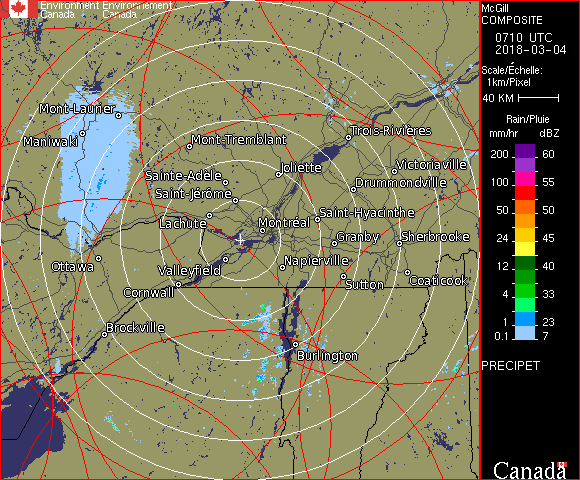 Environment Environnement
Canada Canada
McGill
COMPOSITE
0710 UTC
2018-03-04
Scale/Échelle:
1km/Pixel
40 KM
Rain/Pluie
mm/hr dBZ
200 60
100 55
50 50
24 45
12 40
4 33
1 23
0.1 7
PRECIPET
Canada
Mont-Laurier
Maniwaki
Mont-Tremblant
Trois-Rivières
Sainte-Adèle
Joliette
Victoriaville
Saint-Jérôme
Drummondville
Lachute
Montréal
Saint-Hyacinthe
Granby
Sherbrooke
Ottawa
Valleyfield
Napierville
Cornwall
Sutton
Coaticook
Brockville
Burlington